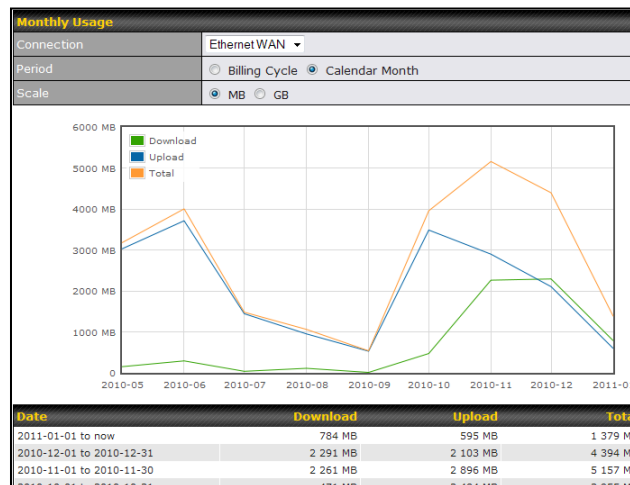 Monthly Usage
Connection Ethernet WAN
Period Billing Cycle Calendar Month
Scale MB GB
6000 MB
Download
Upload
Total
5000 MB
4000 MB
3000 MB
2000 MB
1000 MB
0
2010-05 2010-06 2010-07 2010-08 2010-09 2010-10 2010-11 2010-12 2011-0
Date Download Upload Tota
2011-01-01 to now 784 MB 595 MB 1 379 M
2010-12-01 to 2010-12-31 2 291 MB 2 103 MB 4 394 M
2010-11-01 to 2010-11-30 2 261 MB 2 896 MB 5 157 M